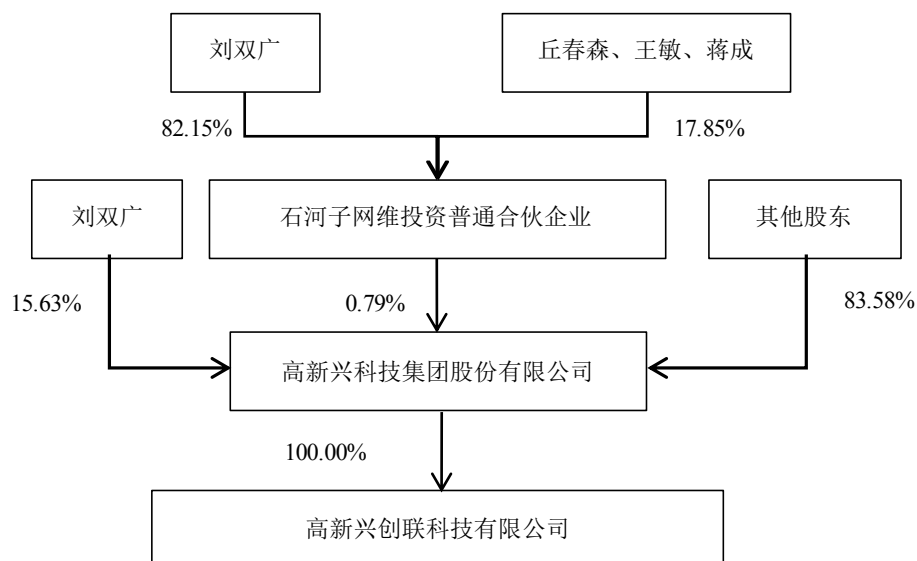 刘双广
丘春森、王敏、蒋成
82.15%
17.85%
刘双广
石河子网维投资普通合伙企业
其他股东
15.63%
0.79%
83.58%
高新兴科技集团股份有限公司
100.00%
高新兴创联科技有限公司